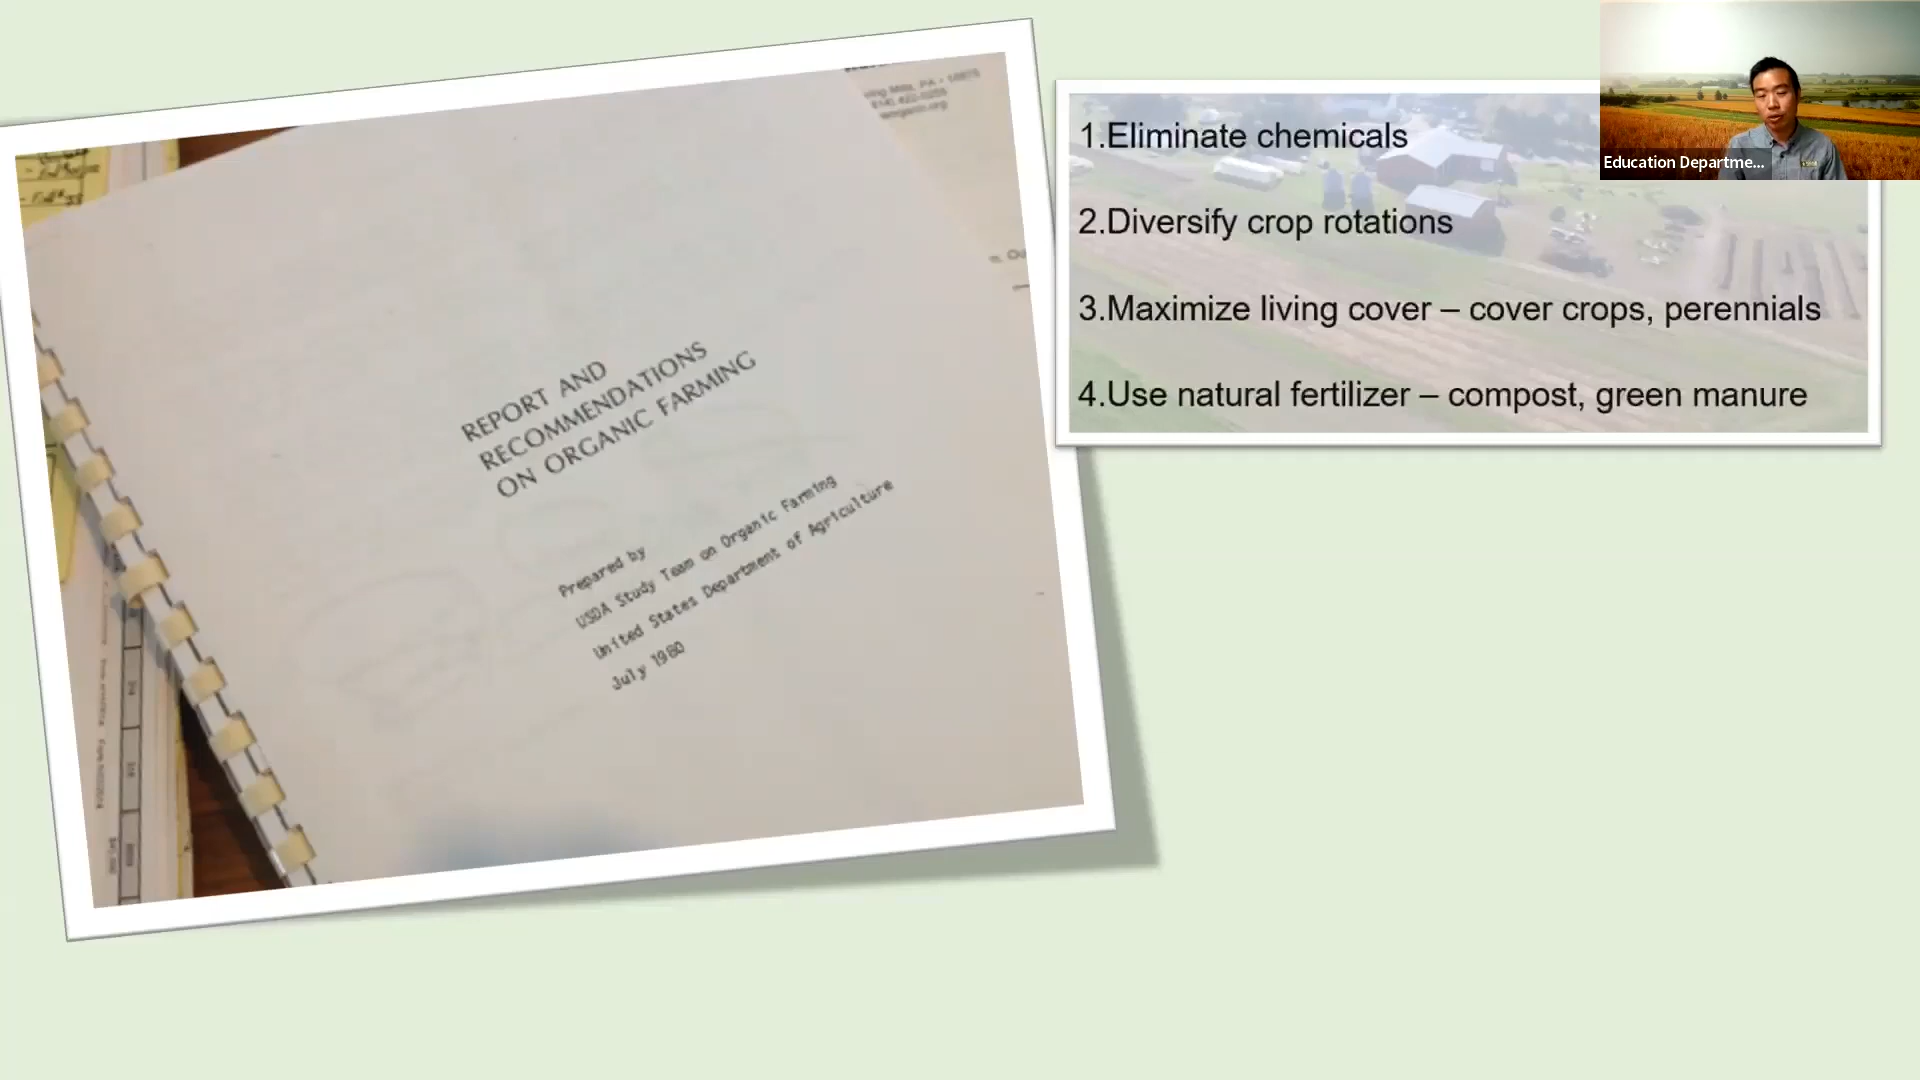 REPORT AND
RECOMMENDATIONS
ON ORGANIC FARMING
Prepared by
USDA Study Team on Organic Farming
United States Department of Agriculture
July 1980
1.Eliminate chemicals
2.Diversify crop rotations
3.Maximize living cover – cover crops, perennials
4.Use natural fertilizer – compost, green manure
Education Departme...